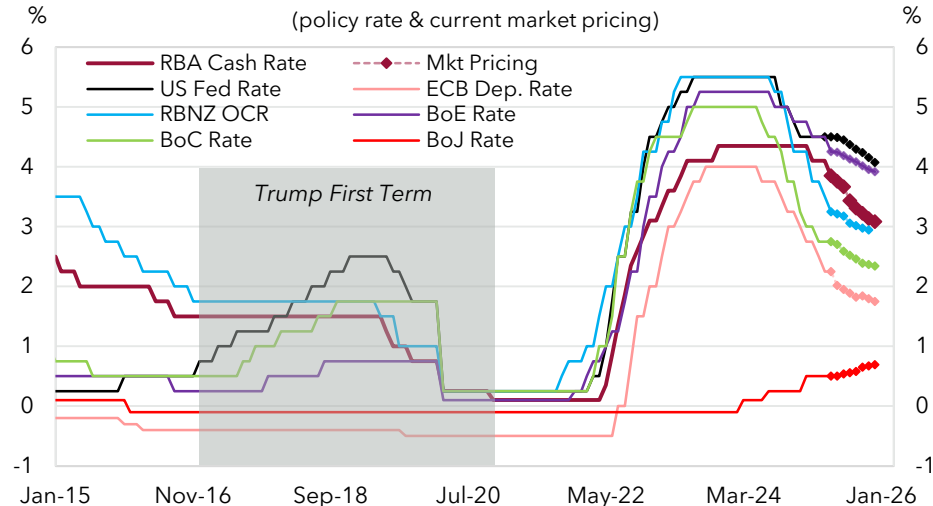 % (policy rate & current market pricing) %
RBA Cash Rate Mkt Pricing
US Fed Rate ECB Dep. Rate
RBNZ OCR BoE Rate
BoC Rate BoJ Rate
Trump First Term
6 6
5 5
4 4
3 3
2 2
1 1
0 0
-1 -1
Jan-15 Nov-16 Sep-18 Jul-20 May-22 Mar-24 Jan-26